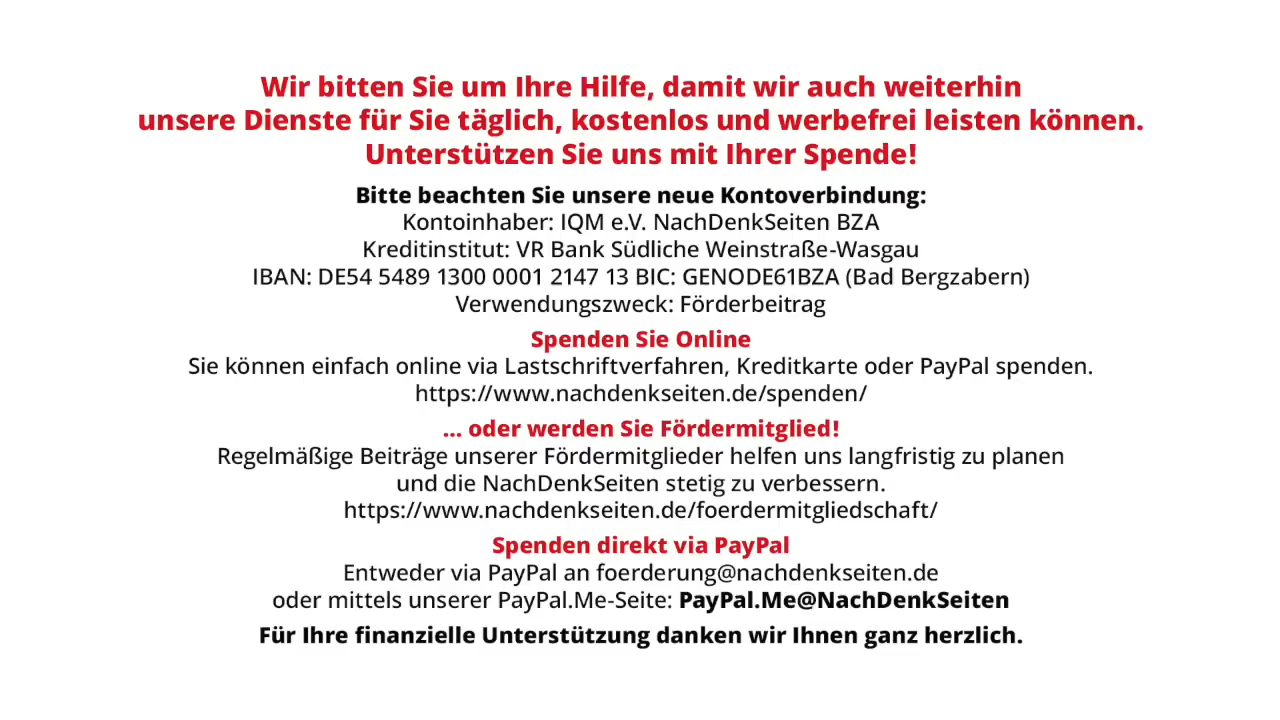 Wir bitten Sie um Ihre Hilfe, damit wir auch weiterhin
unsere Dienste für Sie täglich, kostenlos und werbefrei leisten können.
Unterstützen Sie uns mit Ihrer Spende!
Bitte beachten Sie unsere neue Kontoverbindung:
Kontoinhaber: IQM e.V. NachDenkSeiten BZA
Kreditinstitut: VR Bank Südliche Weinstraße-Wasgau
IBAN: DE54 5489 1300 0001 2147 13 BIC: GENODE61BZA (Bad Bergzabern)
Verwendungszweck: Förderbeitrag
Spenden Sie Online
Sie können einfach online via Lastschriftverfahren, Kreditkarte oder PayPal spenden.
https://www.nachdenkseiten.de/spenden/
... oder werden Sie Fördermitglied!
Regelmäßige Beiträge unserer Fördermitglieder helfen uns langfristig zu planen
und die NachDenkSeiten stetig zu verbessern.
https://www.nachdenkseiten.de/foerdermitgliedschaft/
Spenden direkt via PayPal
Entweder via PayPal an foerderung@nachdenkseiten.de
oder mittels unserer PayPal.Me-Seite: PayPal.Me@NachDenkSeiten
Für Ihre finanzielle Unterstützung danken wir Ihnen ganz herzlich.